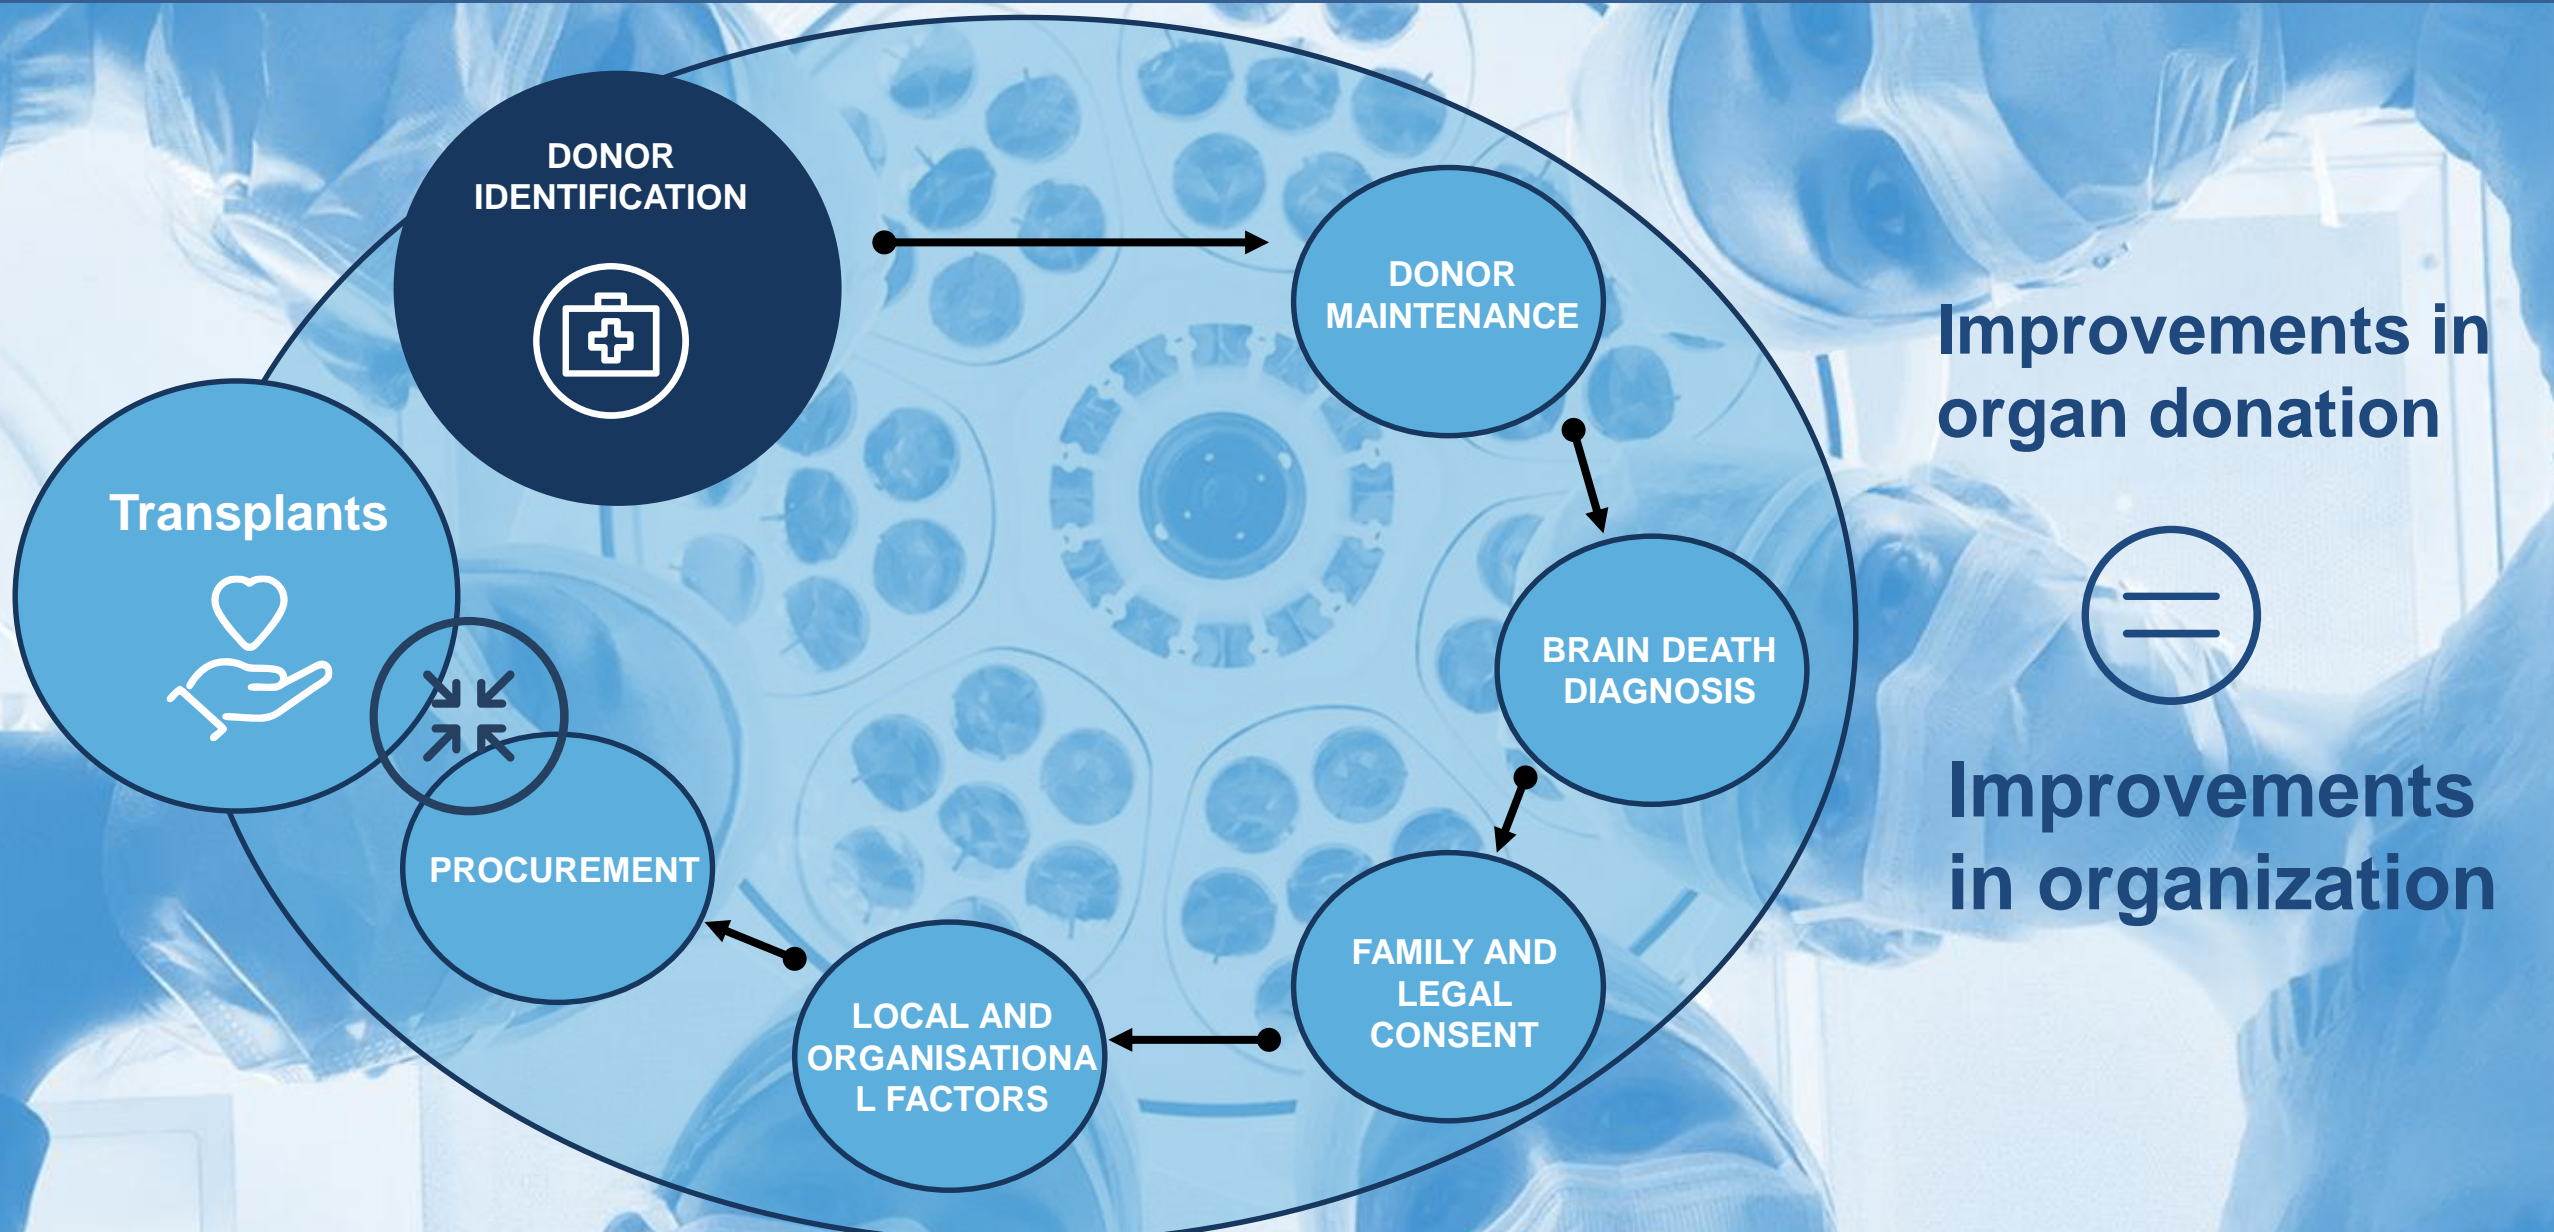 DONOR
IDENTIFICATION
DONOR
MAINTENANCE
BRAIN DEATH
DIAGNOSIS
FAMILY AND
LEGAL
CONSENT
LOCAL AND
ORGANISATIONA
L FACTORS
PROCUREMENT
Transplants
Improvements in
organ donation
Improvements
in organization